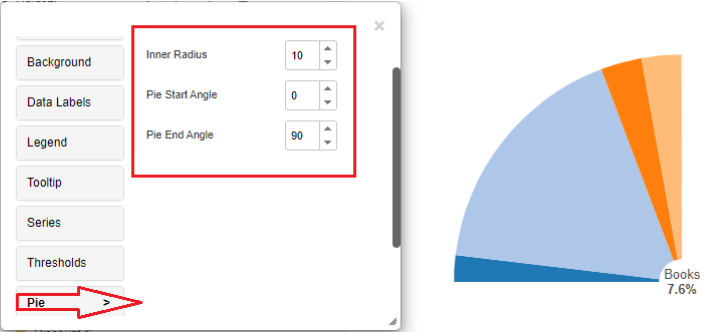 ×
Background
Inner Radius 10
Data Labels
Pie Start Angle 0
Legend
Pie End Angle 90
Tooltip
Series
Thresholds
Pie >
Books
7.6%